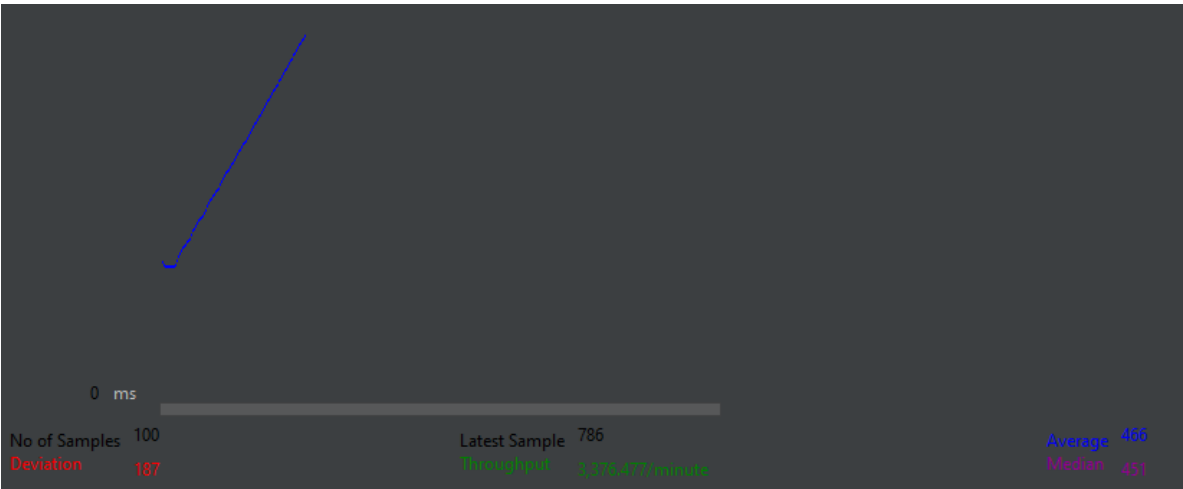 0 ms
No of Samples 100 Latest Sample 786 Average 466
Deviation 187 Throughput 3,376.477/minute Median 451